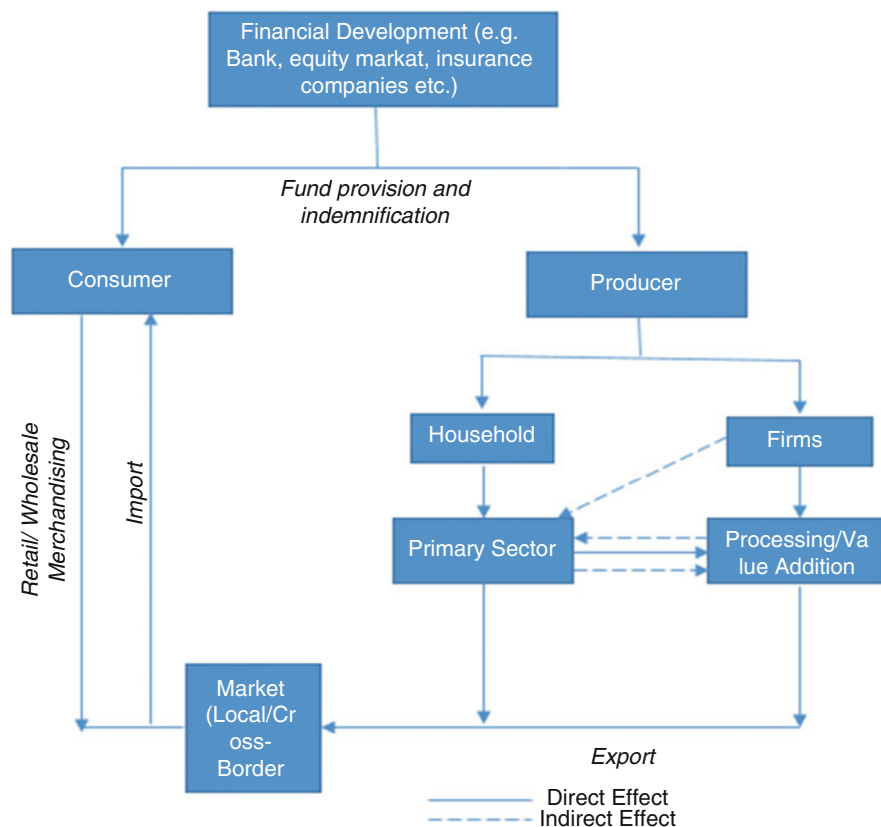 Financial Development (e.g.
Bank, equity market, insurance
companies etc.)
Fund provision and
indemnification
Consumer
Producer
Household
Firms
Retail/ Wholesale
Merchandising
Import
Primary Sector
Processing/Va
lue Addition
Market
(Local/Cr
oss-
Border
Export
Direct Effect
Indirect Effect